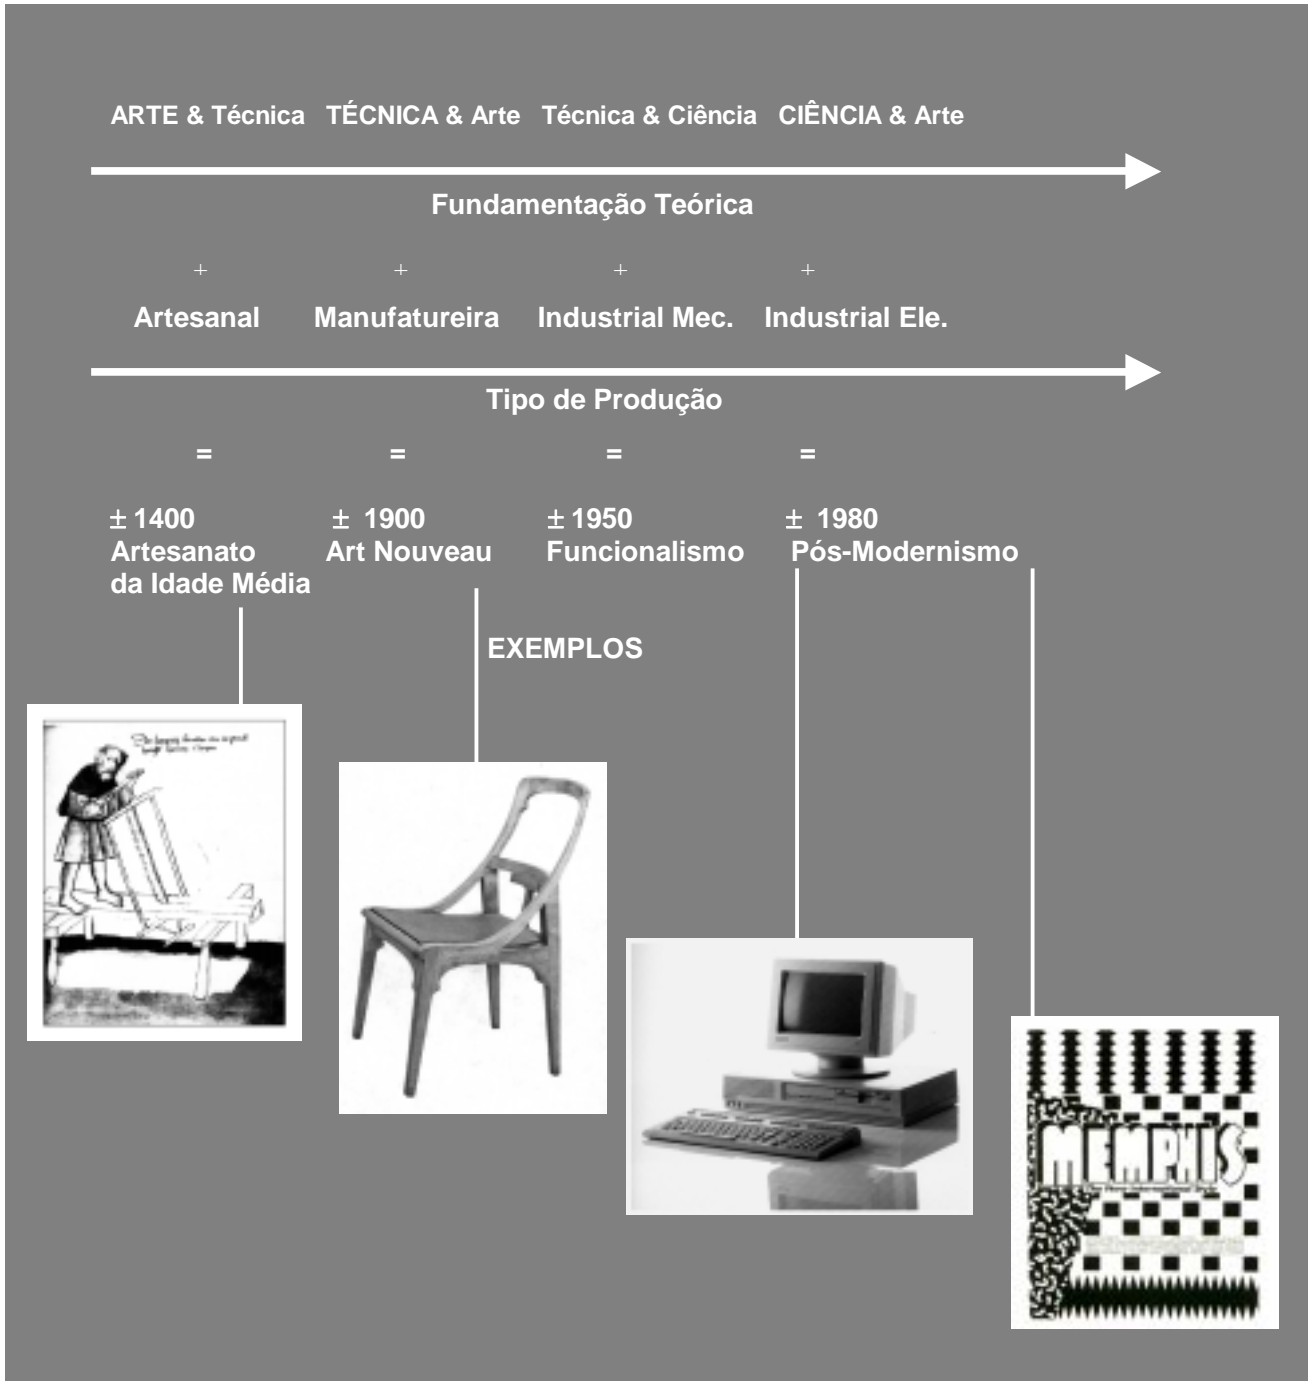 ARTE & Técnica TÉCNICA & Arte Técnica & Ciência CIÊNCIA & Arte
Fundamentação Teórica
+ + + +
Artesanal Manufatureira Industrial Mec. Industrial Ele.
Tipo de Produção
= = = =
± 1400 ± 1900 ± 1950 ± 1980
Artesanato Art Nouveau Funcionalismo Pós-Modernismo
da Idade Média
EXEMPLOS
MEMPHIS